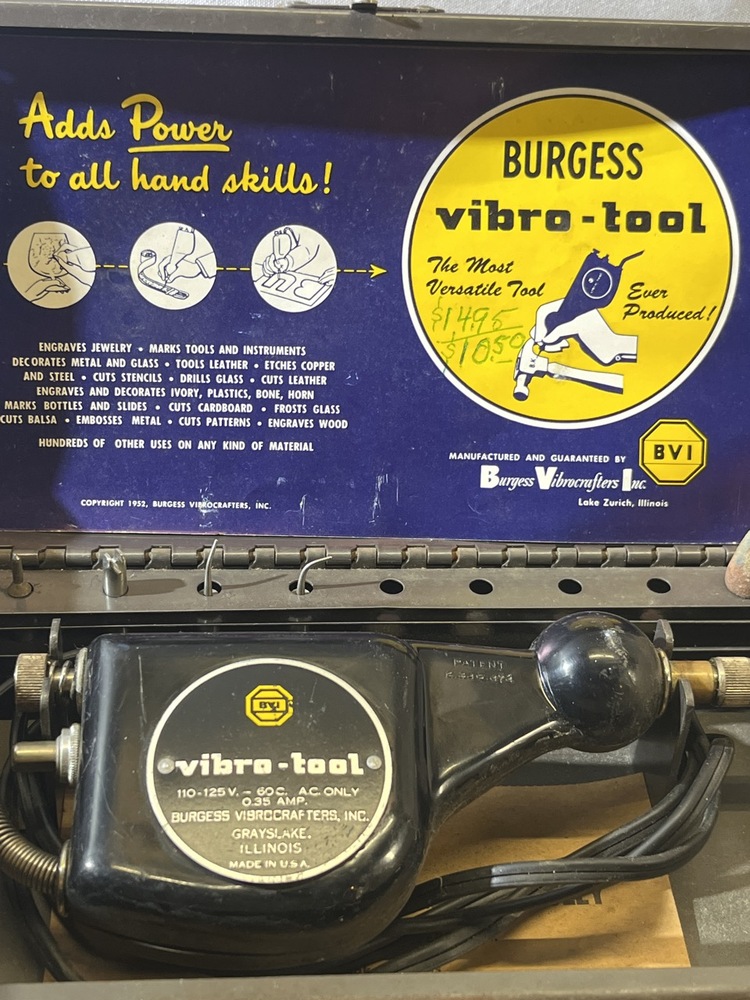 Adds Power
to all hand skills!
ENGRAVES JEWELRY • MARKS TOOLS AND INSTRUMENTS
DECORATES METAL AND GLASS • TOOLS LEATHER • ETCHES COPPER
AND STEEL • CUTS STENCILS • DRILLS GLASS • CUTS LEATHER
ENGRAVES AND DECORATES IVORY, PLASTICS, BONE, HORN
MARKS BOTTLES AND SLIDES • CUTS CARDBOARD • FROSTS GLASS
CUTS BALSA • EMBOSSES METAL • CUTS PATTERNS • ENGRAVES WOOD
HUNDREDS OF OTHER USES ON ANY KIND OF MATERIAL
COPYRIGHT 1952, BURGESS VIBROCRAFTERS, INC.
BURGESS
vibro-tool
The Most
Versatile Tool
Ever
Produced!
$14.95
$10.50
MANUFACTURED AND GUARANTEED BY
Burgess Vibrocrafters Inc.
Lake Zurich, Illinois
BVI
PATENT
BVI
vibro-tool
110-125 V. - 60 C. A.C. ONLY
0.35 AMP.
BURGESS VIBROCRAFTERS, INC.
GRAYSLAKE,
ILLINOIS
MADE IN U.S.A.